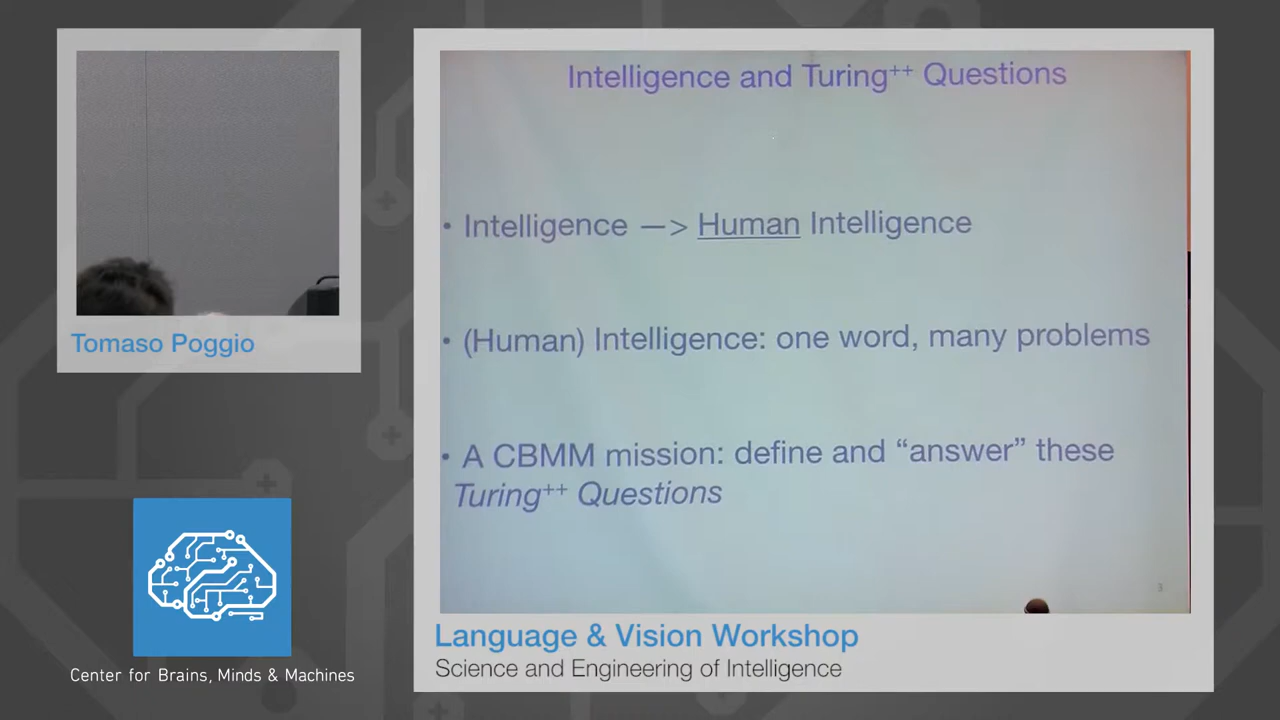 Intelligence and Turing++ Questions
• Intelligence —> Human Intelligence
• (Human) Intelligence: one word, many problems
• A CBMM mission: define and “answer” these
Turing++ Questions
3
Tomaso Poggio
Center for Brains, Minds & Machines
Language & Vision Workshop
Science and Engineering of Intelligence